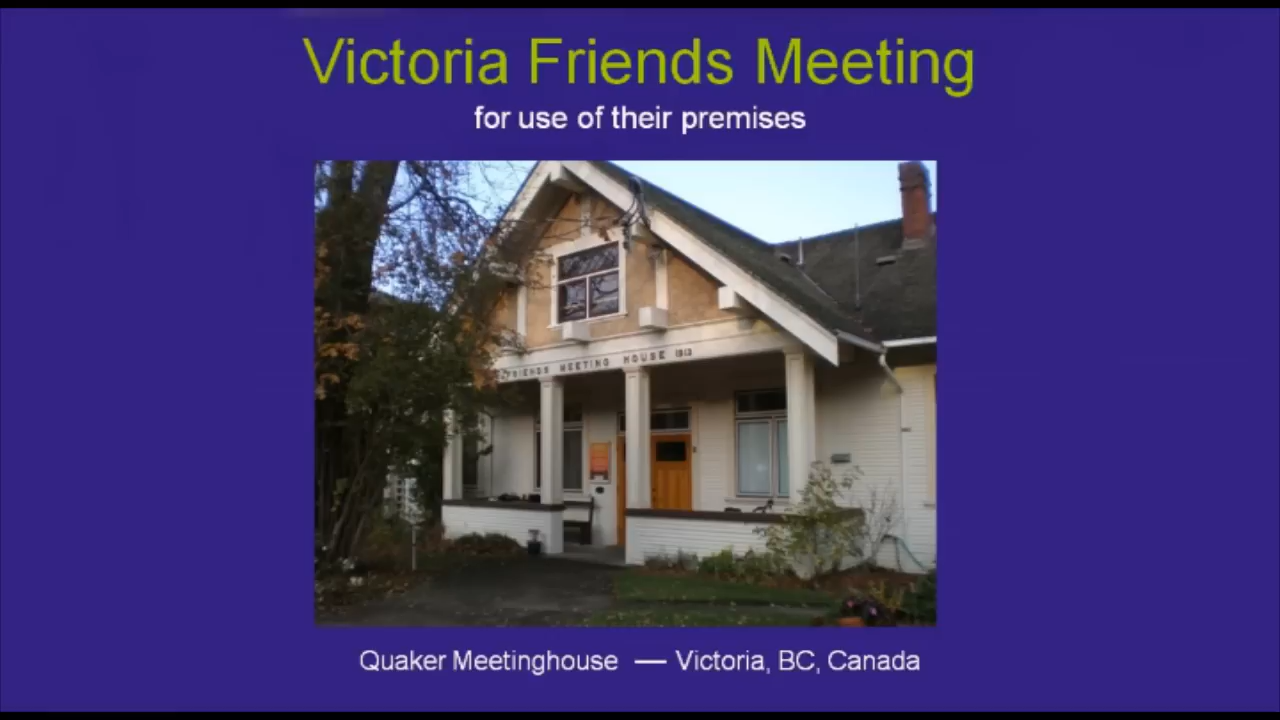 Victoria Friends Meeting
for use of their premises
FRIENDS MEETING HOUSE 1913
Quaker Meetinghouse — Victoria, BC, Canada